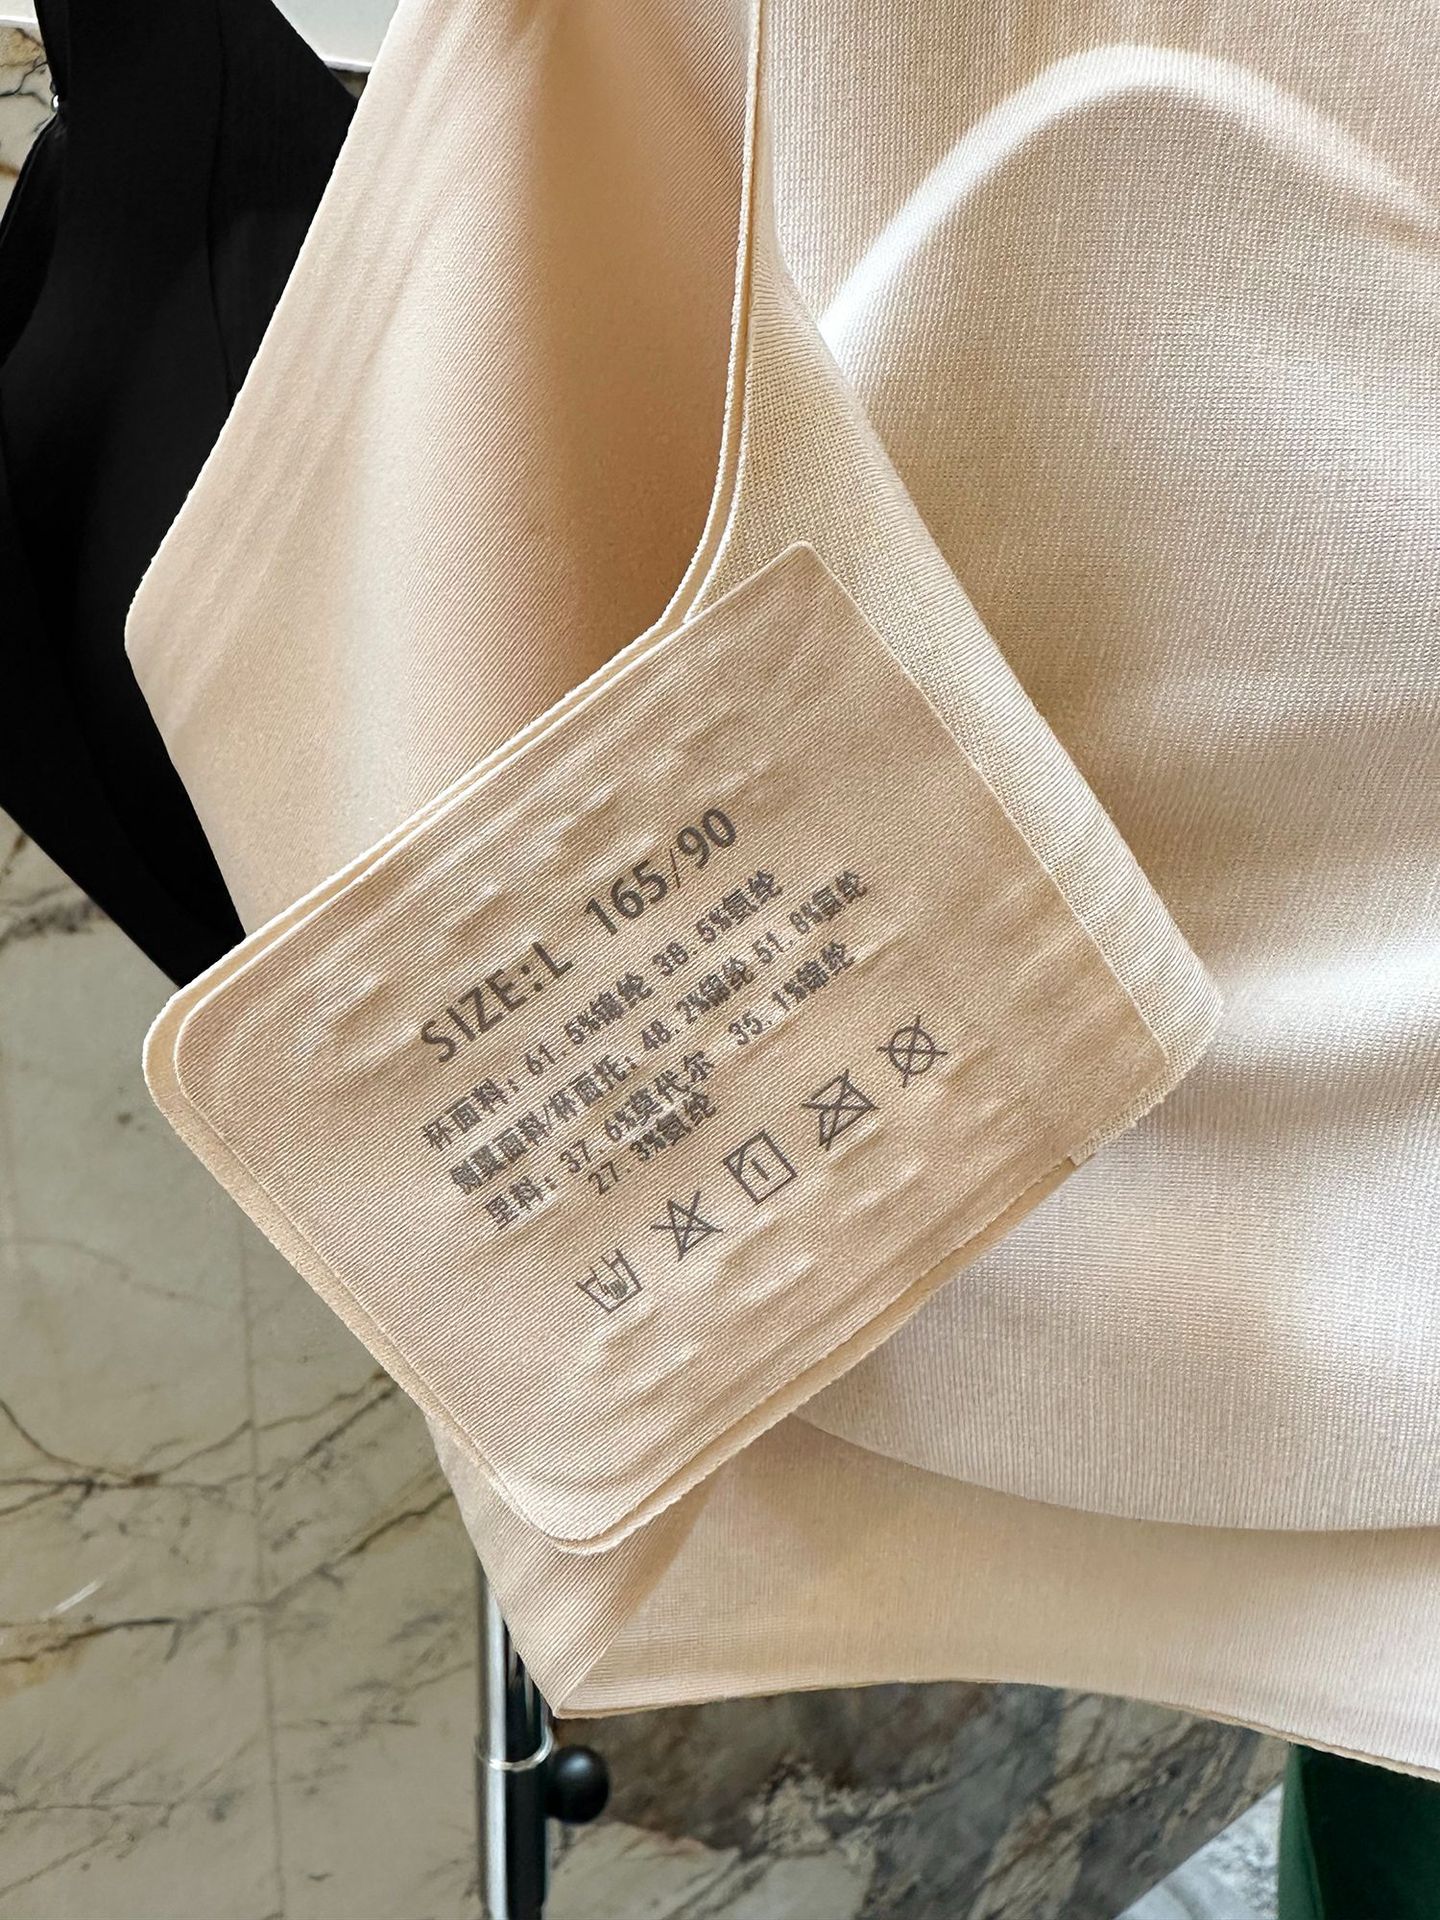 SIZE:L 165/90
杯面料: 61.5%锦纶 38.5%氨纶
侧翼面料/杯面托: 48.2%锦纶 51.8%氨纶
里料: 37.6%莫代尔 35.1%锦纶
27.3%氨纶